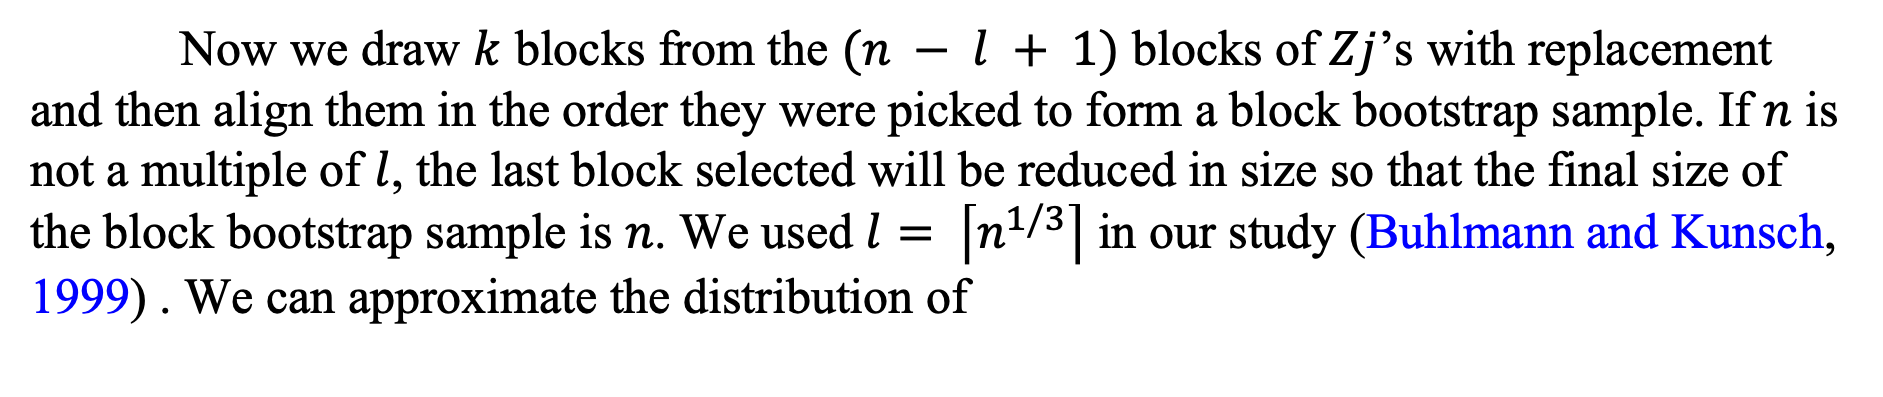 Now we draw k blocks from the (n − l + 1) blocks of Zj’s with replacement
and then align them in the order they were picked to form a block bootstrap sample. If n is
not a multiple of l, the last block selected will be reduced in size so that the final size of
the block bootstrap sample is n. We used l = ⌈n^{1/3}⌉ in our study (Buhlmann and Kunsch,
1999) . We can approximate the distribution of